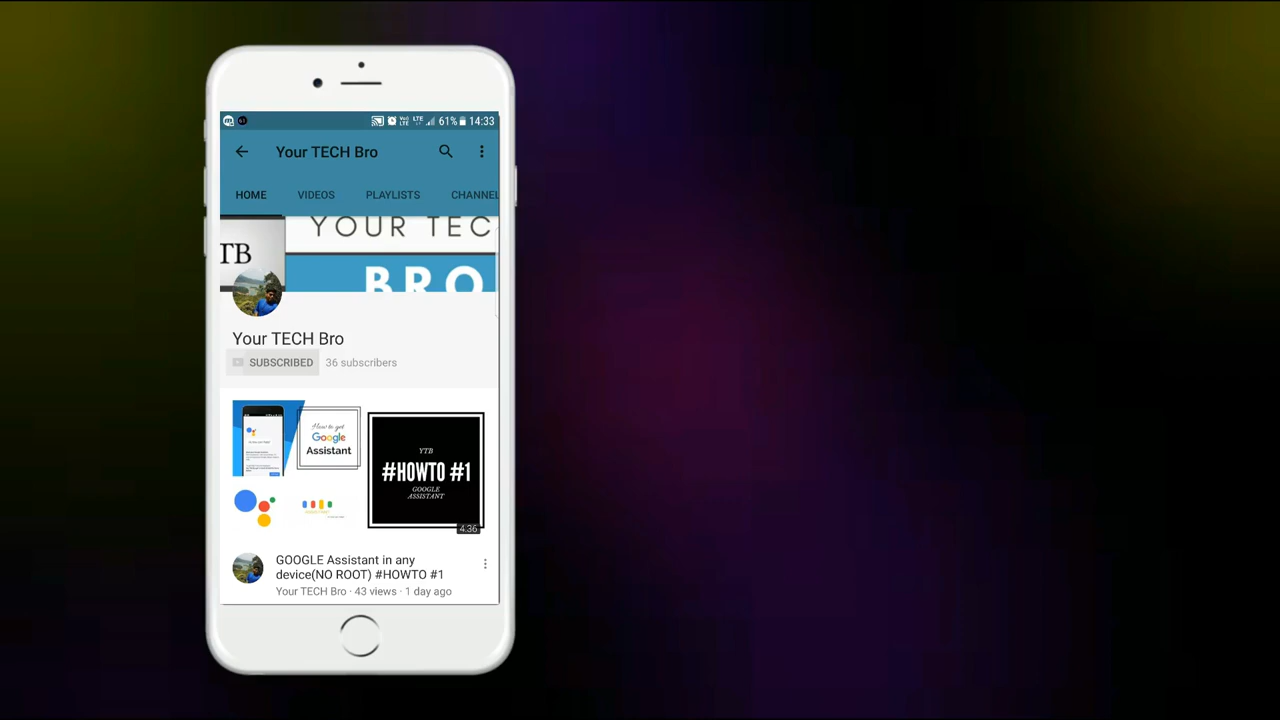 61% 14:33
Your TECH Bro
HOME VIDEOS PLAYLISTS CHANNEL
YOUR TEC
TB
BRO
Your TECH Bro
SUBSCRIBED 36 subscribers
How to get
Google
Assistant
YTB
#HOWTO #1
GOOGLE
ASSISTANT
4:36
GOOGLE Assistant in any
device(NO ROOT) #HOWTO #1
Your TECH Bro · 43 views · 1 day ago